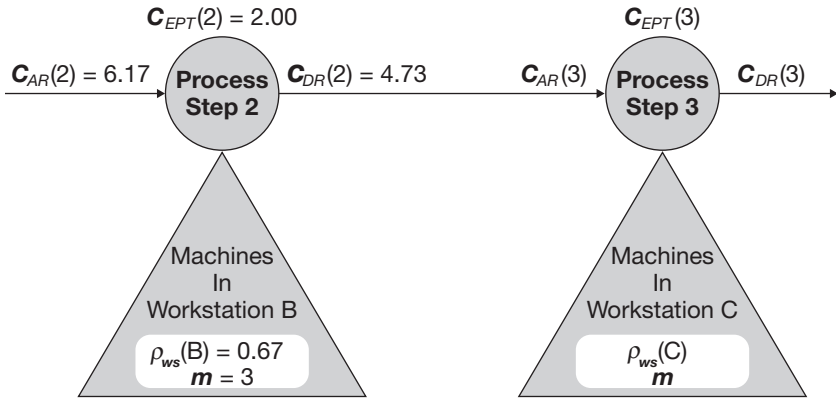 C_EPT(2) = 2.00
C_EPT(3)
C_AR(2) = 6.17
Process
Step 2
C_DR(2) = 4.73
C_AR(3)
Process
Step 3
C_DR(3)
Machines
In
Workstation B
ρ_ws(B) = 0.67
m = 3
Machines
In
Workstation C
ρ_ws(C)
m